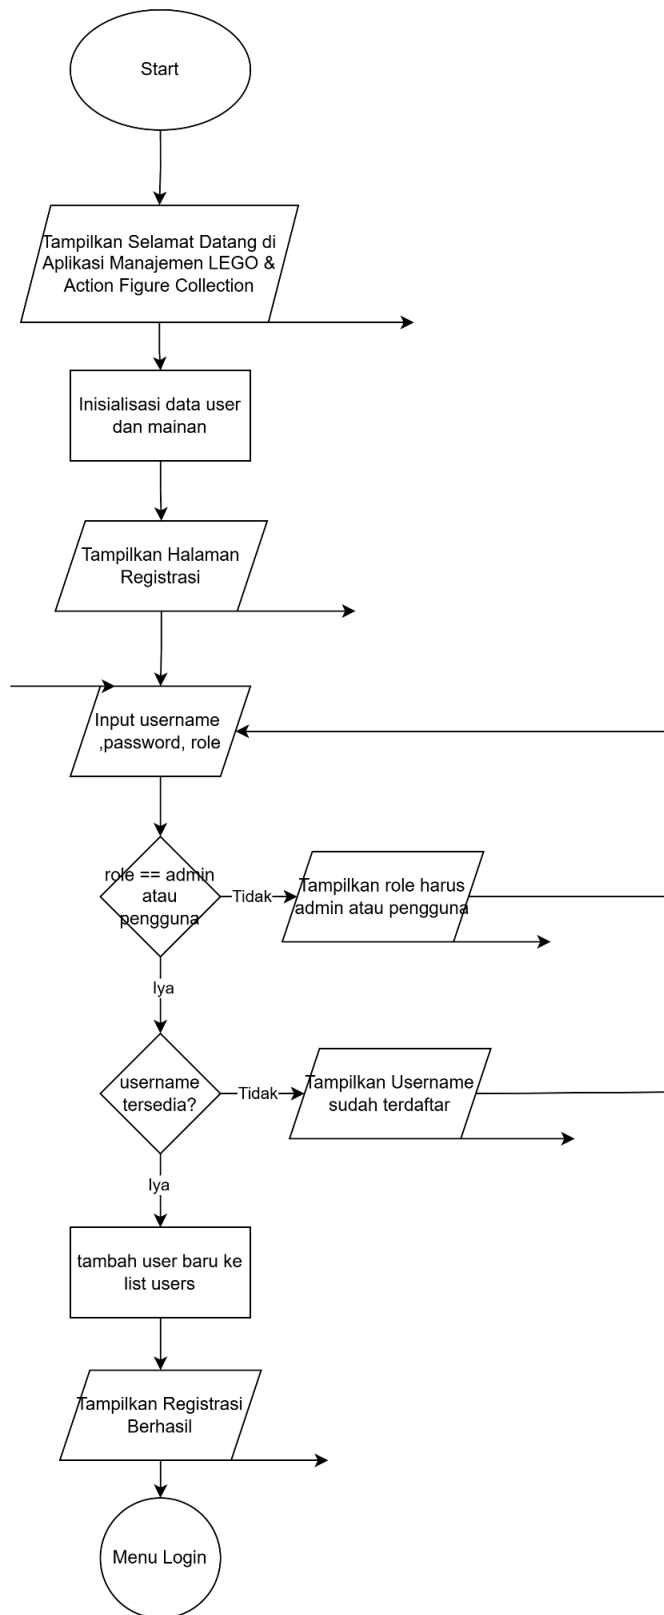 Start
Tampilkan Selamat Datang di
Aplikasi Manajemen LEGO &
Action Figure Collection
Inisialisasi data user
dan mainan
Tampilkan Halaman
Registrasi
Input username
,password, role
role == admin
atau
pengguna
Tidak
Tampilkan role harus
admin atau pengguna
Iya
username
tersedia?
Tidak
Tampilkan Username
sudah terdaftar
Iya
tambah user baru ke
list users
Tampilkan Registrasi
Berhasil
Menu Login